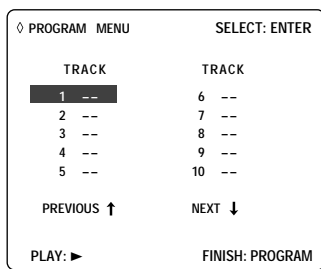 ◊ PROGRAM MENU SELECT: ENTER
TRACK TRACK
1 -- 6 --
2 -- 7 --
3 -- 8 --
4 -- 9 --
5 -- 10 --
PREVIOUS ↑ NEXT ↓
PLAY: ► FINISH: PROGRAM